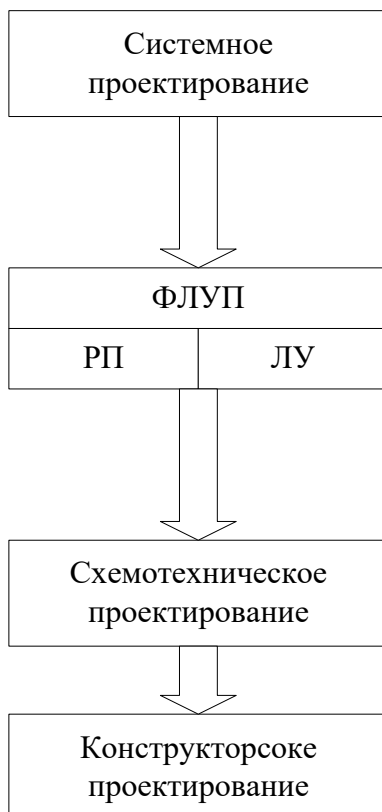 Системное
проектирование
ФЛУП
РП ЛУ
Схемотехническое
проектирование
Конструкторсоке
проектирование